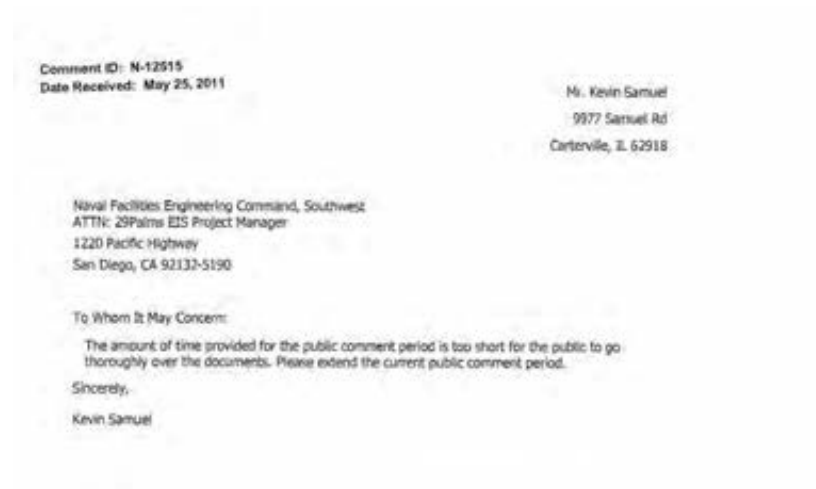 Comment ID: N-12515
Date Received: May 25, 2011
Mr. Kevin Samuel
9977 Samuel Rd
Carterville, IL 62918
Naval Facilities Engineering Command, Southwest
ATTN: 29Palms EIS Project Manager
1220 Pacific Highway
San Diego, CA 92132-5190
To Whom It May Concern:
The amount of time provided for the public comment period is too short for the public to go
thoroughly over the documents. Please extend the current public comment period.
Sincerely,
Kevin Samuel